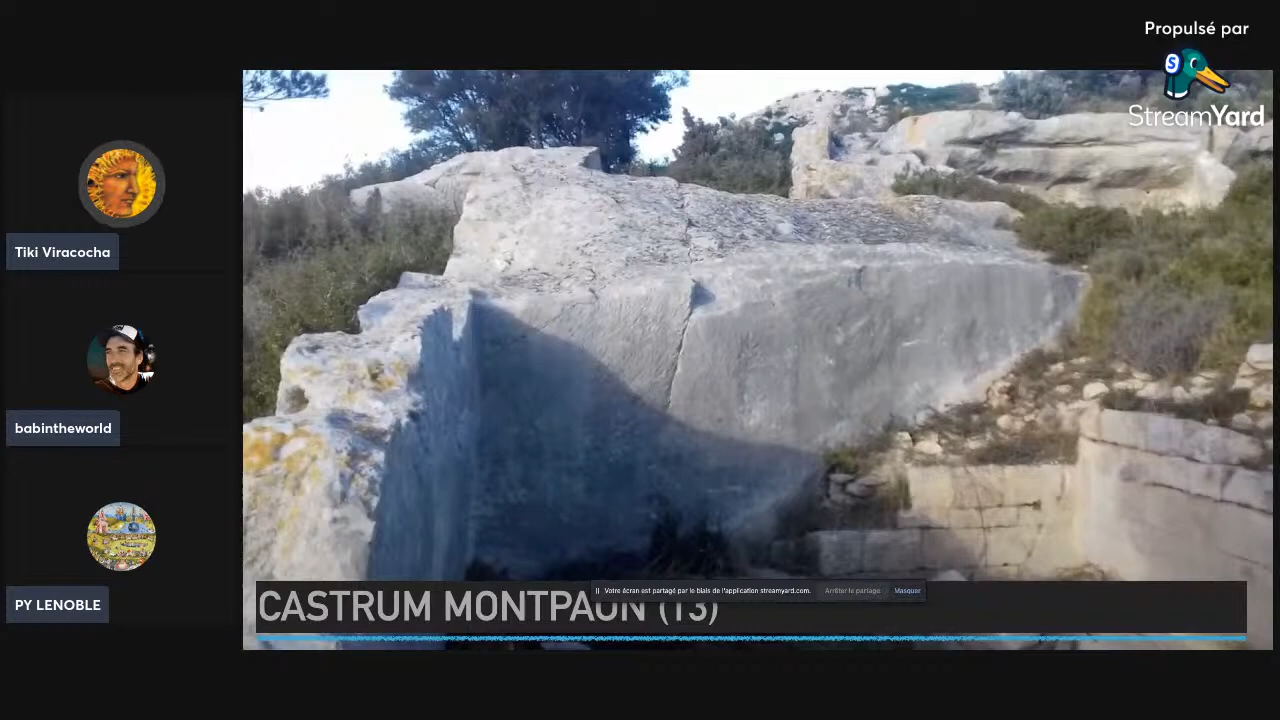 Propulsé par
StreamYard
Tiki Viracocha
babintheworld
PY LENOBLE
Votre écran est partagé par le biais de l'application streamyard.com.
Arrêter le partage
Masquer
CASTRUM MONTPAON (13)